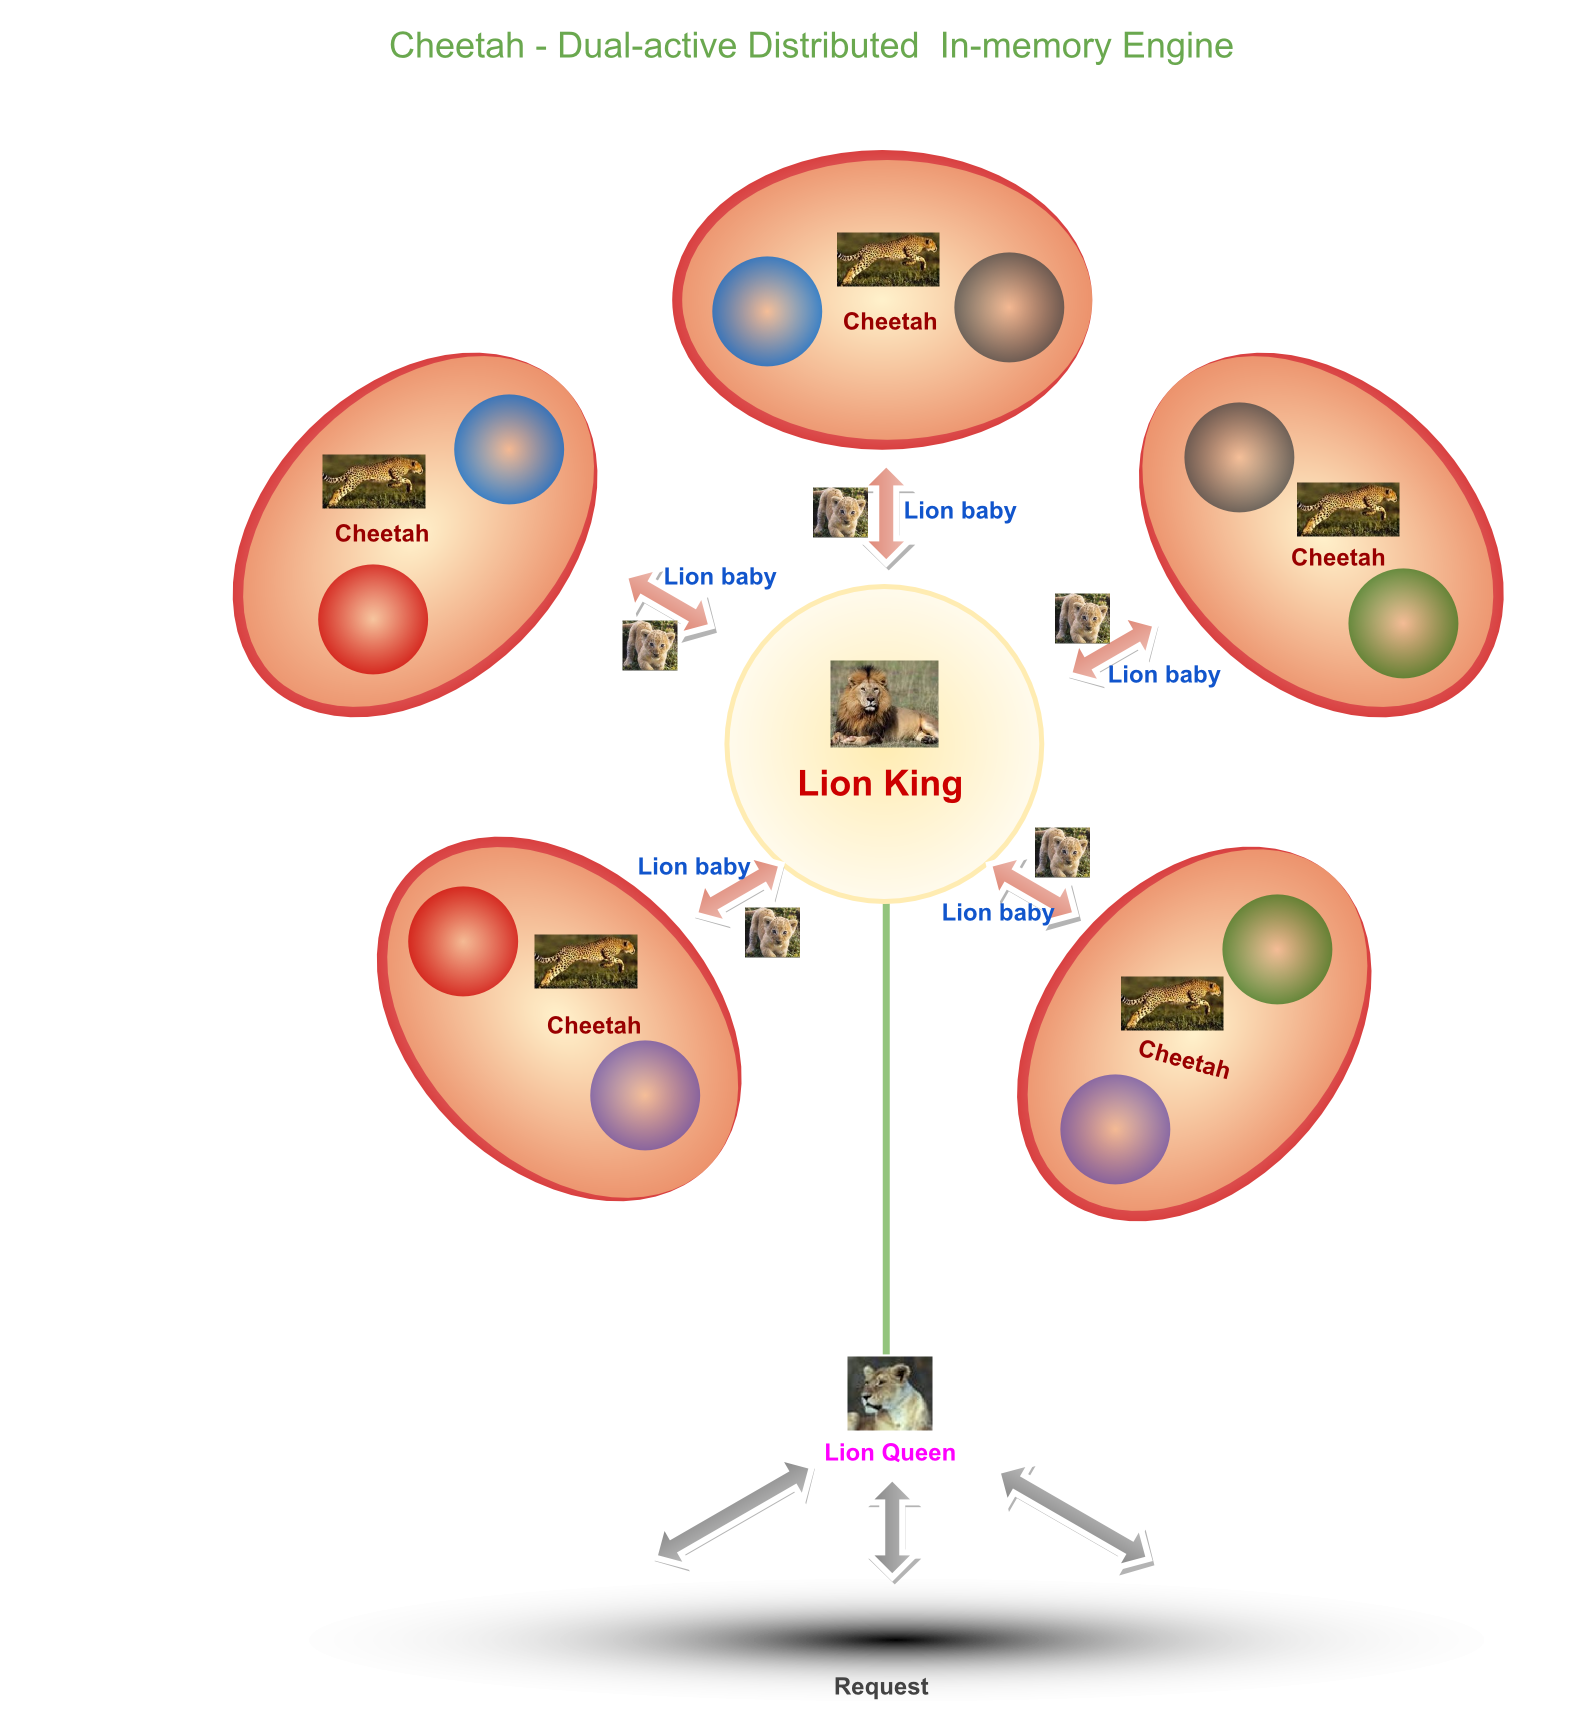 Cheetah - Dual-active Distributed  In-memory Engine
Cheetah
Cheetah
Lion baby
Cheetah
Lion baby
Lion baby
Lion King
Lion baby
Lion baby
Cheetah
Cheetah
Lion Queen
Request